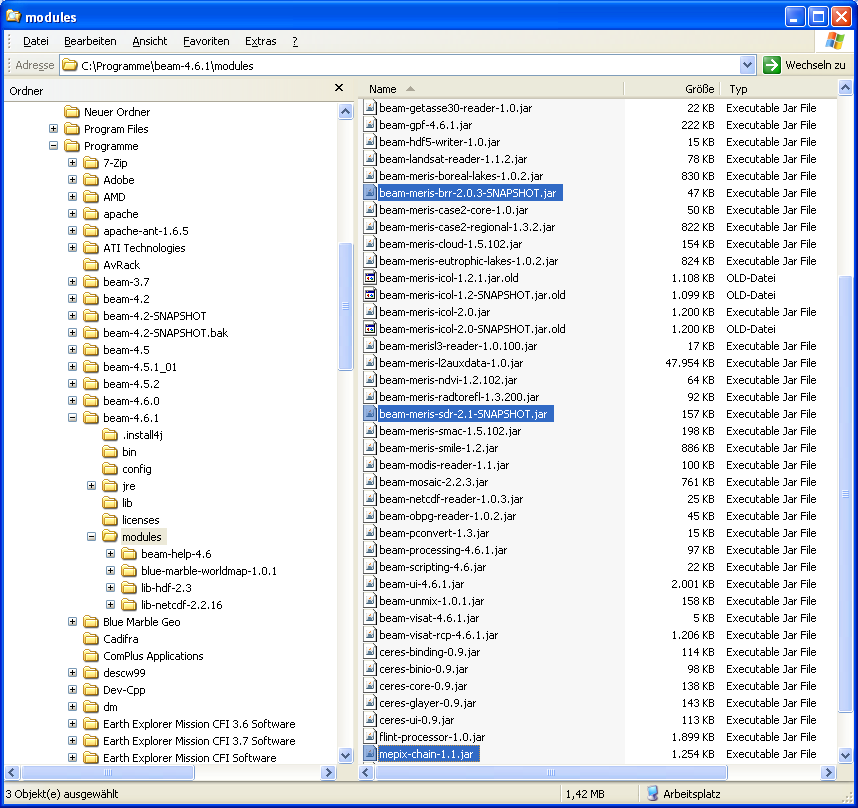 modules
Datei Bearbeiten Ansicht Favoriten Extras ?
Adresse C:\Programme\beam-4.6.1\modules Wechseln zu
Ordner
Neuer Ordner
Program Files
Programme
7-Zip
Adobe
AMD
apache
apache-ant-1.6.5
ATI Technologies
AvRack
beam-3.7
beam-4.2
beam-4.2-SNAPSHOT
beam-4.2-SNAPSHOT.bak
beam-4.5
beam-4.5.1_01
beam-4.5.2
beam-4.6.0
beam-4.6.1
.install4j
bin
config
jre
lib
licenses
modules
beam-help-4.6
blue-marble-worldmap-1.0.1
lib-hdf-2.3
lib-netcdf-2.2.16
Blue Marble Geo
Cadifra
ComPlus Applications
descw99
Dev-Cpp
dm
Earth Explorer Mission CFI 3.6 Software
Earth Explorer Mission CFI 3.7 Software
Earth Explorer Mission CFI Software
Name Größe Typ
beam-getasse30-reader-1.0.jar 22 KB Executable Jar File
beam-gpf-4.6.1.jar 222 KB Executable Jar File
beam-hdf5-writer-1.0.jar 15 KB Executable Jar File
beam-landsat-reader-1.1.2.jar 78 KB Executable Jar File
beam-meris-boreal-lakes-1.0.2.jar 830 KB Executable Jar File
beam-meris-brr-2.0.3-SNAPSHOT.jar 47 KB Executable Jar File
beam-meris-case2-core-1.0.jar 50 KB Executable Jar File
beam-meris-case2-regional-1.3.2.jar 822 KB Executable Jar File
beam-meris-cloud-1.5.102.jar 154 KB Executable Jar File
beam-meris-eutrophic-lakes-1.0.2.jar 824 KB Executable Jar File
beam-meris-icol-1.2.1.jar.old 1.108 KB OLD-Datei
beam-meris-icol-1.2-SNAPSHOT.jar.old 1.099 KB OLD-Datei
beam-meris-icol-2.0.jar 1.200 KB Executable Jar File
beam-meris-icol-2.0-SNAPSHOT.jar.old 1.200 KB OLD-Datei
beam-merisl3-reader-1.0.100.jar 17 KB Executable Jar File
beam-meris-l2auxdata-1.0.jar 47.954 KB Executable Jar File
beam-meris-ndvi-1.2.102.jar 64 KB Executable Jar File
beam-meris-radtorefl-1.3.200.jar 92 KB Executable Jar File
beam-meris-sdr-2.1-SNAPSHOT.jar 157 KB Executable Jar File
beam-meris-smac-1.5.102.jar 198 KB Executable Jar File
beam-meris-smile-1.2.jar 886 KB Executable Jar File
beam-modis-reader-1.1.jar 100 KB Executable Jar File
beam-mosaic-2.2.3.jar 761 KB Executable Jar File
beam-netcdf-reader-1.0.3.jar 25 KB Executable Jar File
beam-obpg-reader-1.0.2.jar 45 KB Executable Jar File
beam-pconvert-1.3.jar 15 KB Executable Jar File
beam-processing-4.6.1.jar 97 KB Executable Jar File
beam-scripting-4.6.jar 22 KB Executable Jar File
beam-ui-4.6.1.jar 2.001 KB Executable Jar File
beam-unmix-1.0.1.jar 158 KB Executable Jar File
beam-visat-4.6.1.jar 5 KB Executable Jar File
beam-visat-rcp-4.6.1.jar 1.206 KB Executable Jar File
ceres-binding-0.9.jar 114 KB Executable Jar File
ceres-binio-0.9.jar 98 KB Executable Jar File
ceres-core-0.9.jar 138 KB Executable Jar File
ceres-glayer-0.9.jar 143 KB Executable Jar File
ceres-ui-0.9.jar 113 KB Executable Jar File
flint-processor-1.0.jar 1.899 KB Executable Jar File
mepix-chain-1.1.jar 1.254 KB Executable Jar File
3 Objekt(e) ausgewählt 1,42 MB Arbeitsplatz